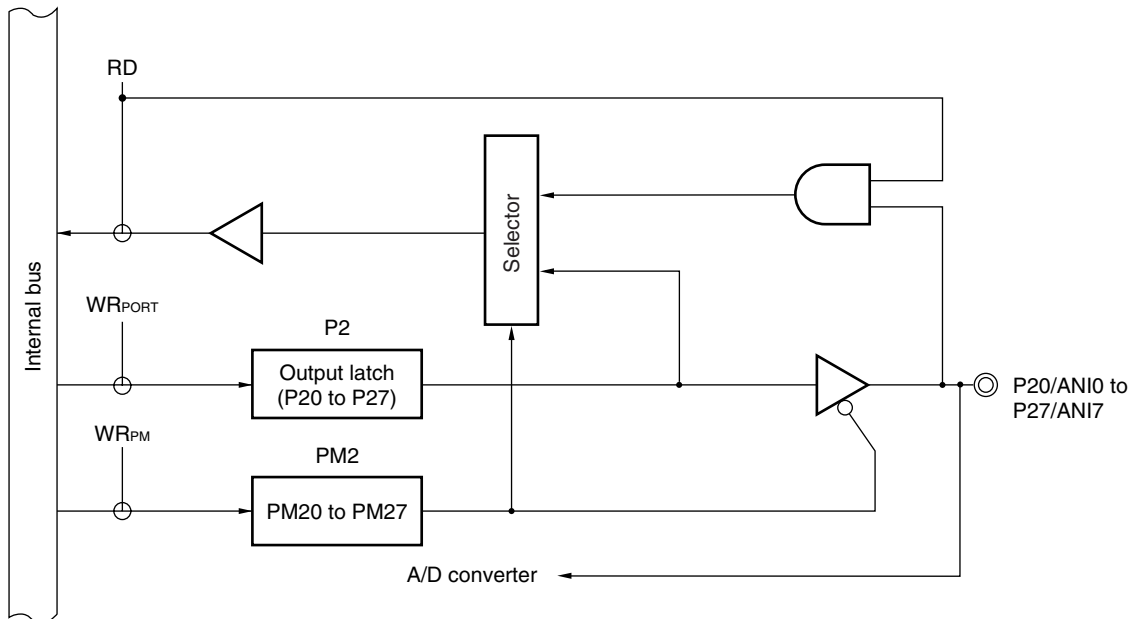 RD
Internal bus
Selector
WRPORT
P2
Output latch
(P20 to P27)
P20/ANI0 to
P27/ANI7
WRPM
PM2
PM20 to PM27
A/D converter